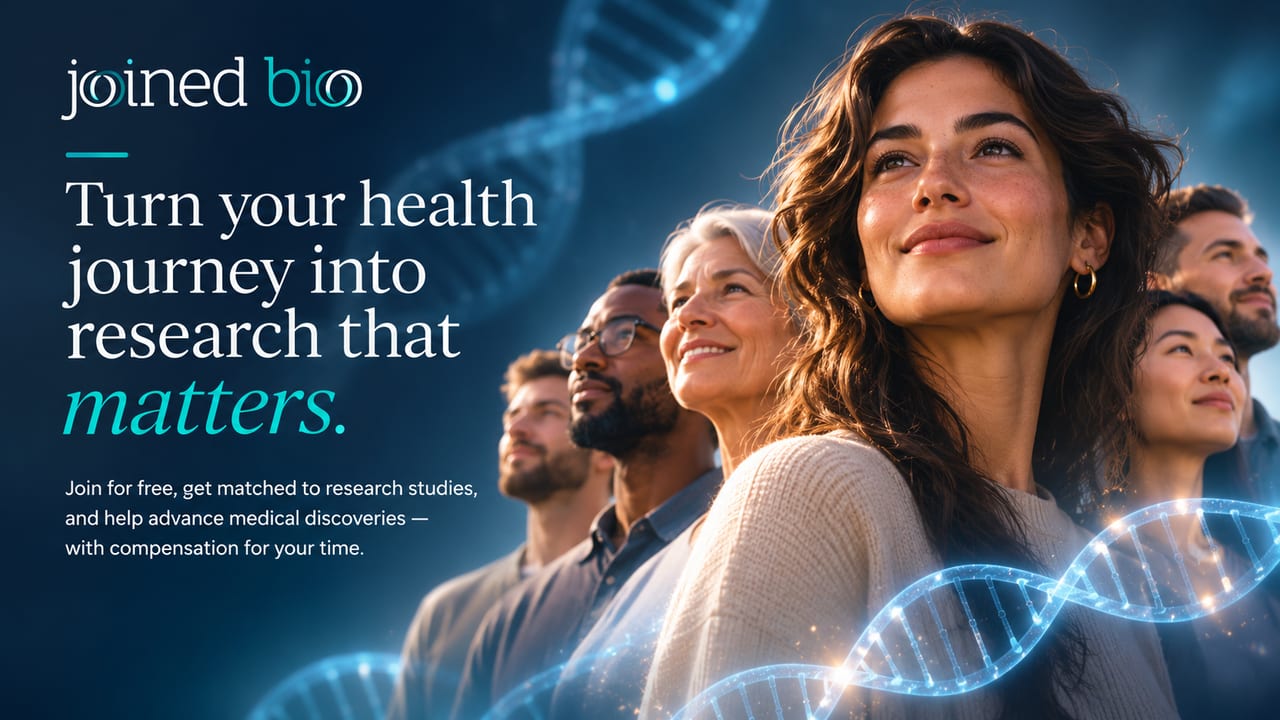 joined bio
Turn your health
journey into
research that
matters.
Join for free, get matched to research studies,
and help advance medical discoveries —
with compensation for your time.